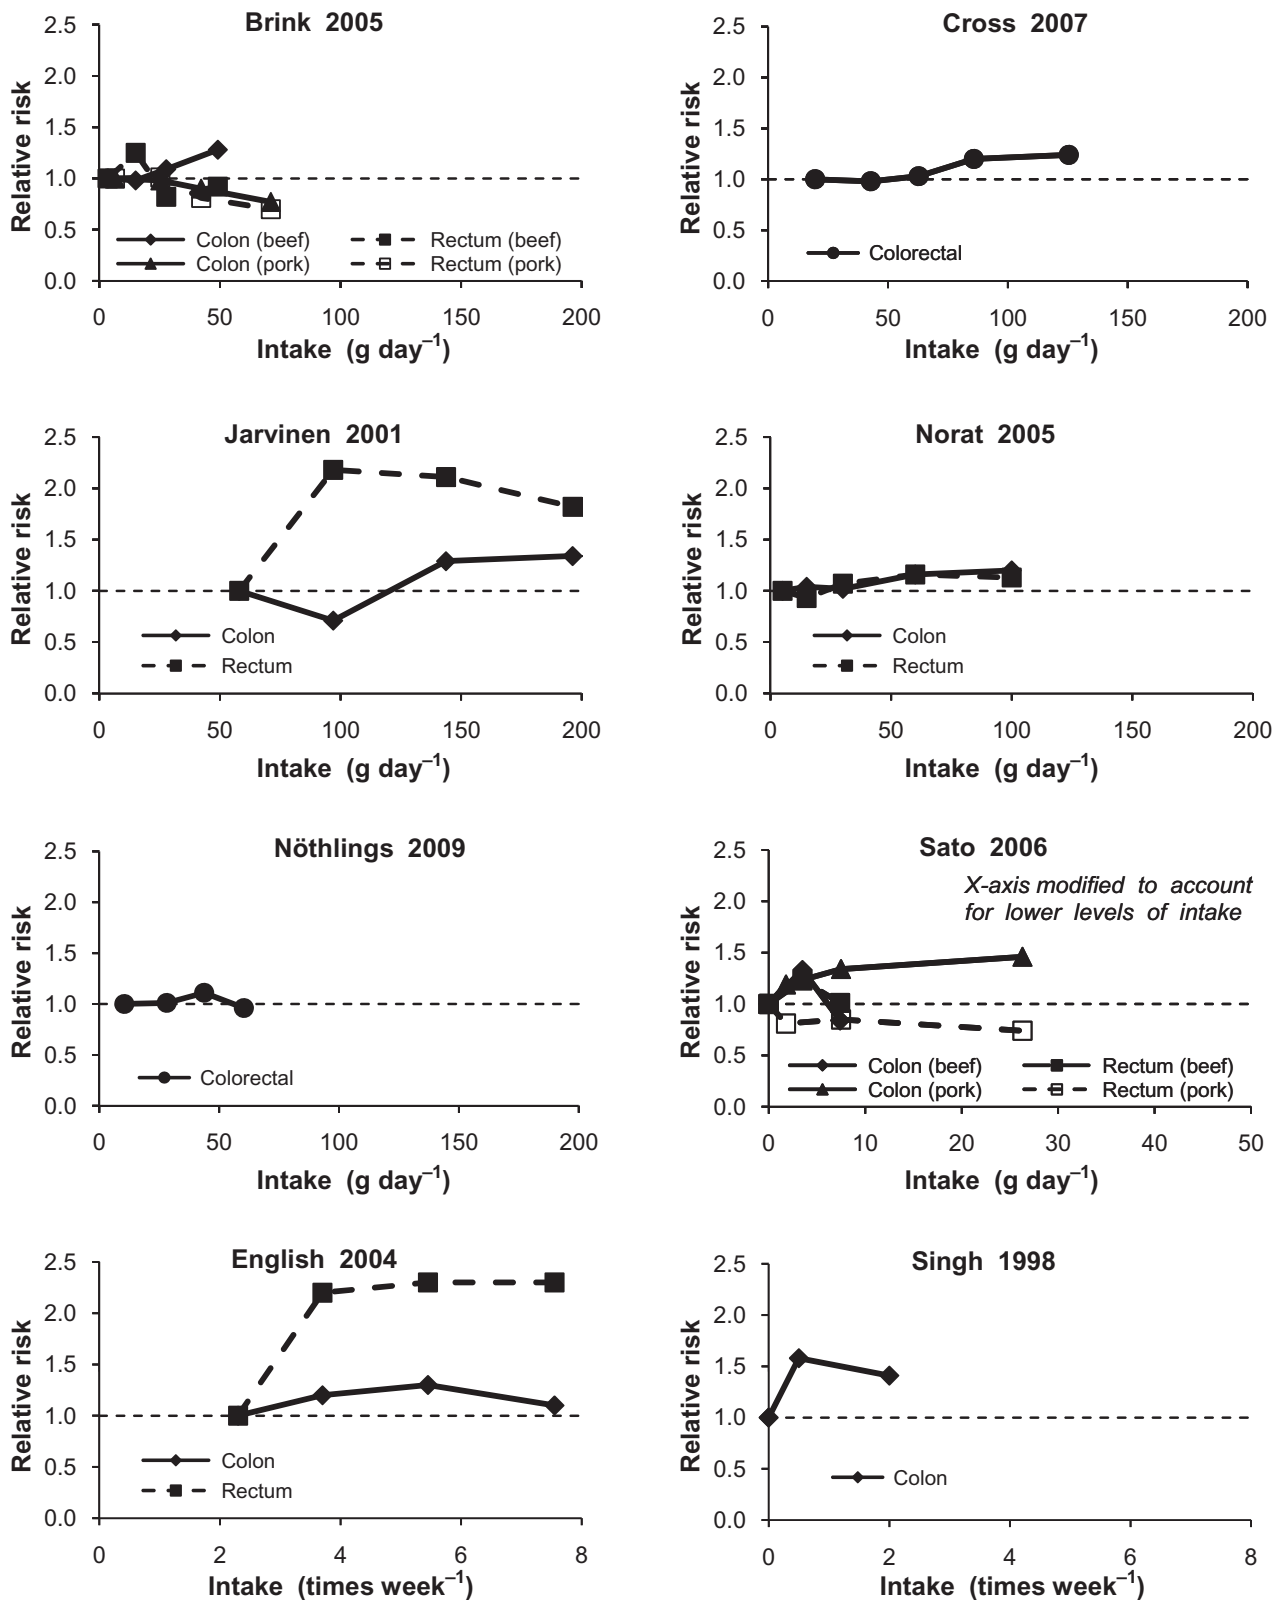 Brink 2005
2.5
2.0
1.5
1.0
0.5
0.0
Relative risk
Colon (beef) Rectum (beef)
Colon (pork) Rectum (pork)
0 50 100 150 200
Intake (g day⁻¹)
Cross 2007
2.5
2.0
1.5
1.0
0.5
0.0
Relative risk
Colorectal
0 50 100 150 200
Intake (g day⁻¹)
Jarvinen 2001
2.5
2.0
1.5
1.0
0.5
0.0
Relative risk
Colon
Rectum
0 50 100 150 200
Intake (g day⁻¹)
Norat 2005
2.5
2.0
1.5
1.0
0.5
0.0
Relative risk
Colon
Rectum
0 50 100 150 200
Intake (g day⁻¹)
Nöthlings 2009
2.5
2.0
1.5
1.0
0.5
0.0
Relative risk
Colorectal
0 50 100 150 200
Intake (g day⁻¹)
Sato 2006
X-axis modified to account
for lower levels of intake
2.5
2.0
1.5
1.0
0.5
0.0
Relative risk
Colon (beef) Rectum (beef)
Colon (pork) Rectum (pork)
0 10 20 30 40 50
Intake (g day⁻¹)
English 2004
2.5
2.0
1.5
1.0
0.5
0.0
Relative risk
Colon
Rectum
0 2 4 6 8
Intake (times week⁻¹)
Singh 1998
2.5
2.0
1.5
1.0
0.5
0.0
Relative risk
Colon
0 2 4 6 8
Intake (times week⁻¹)